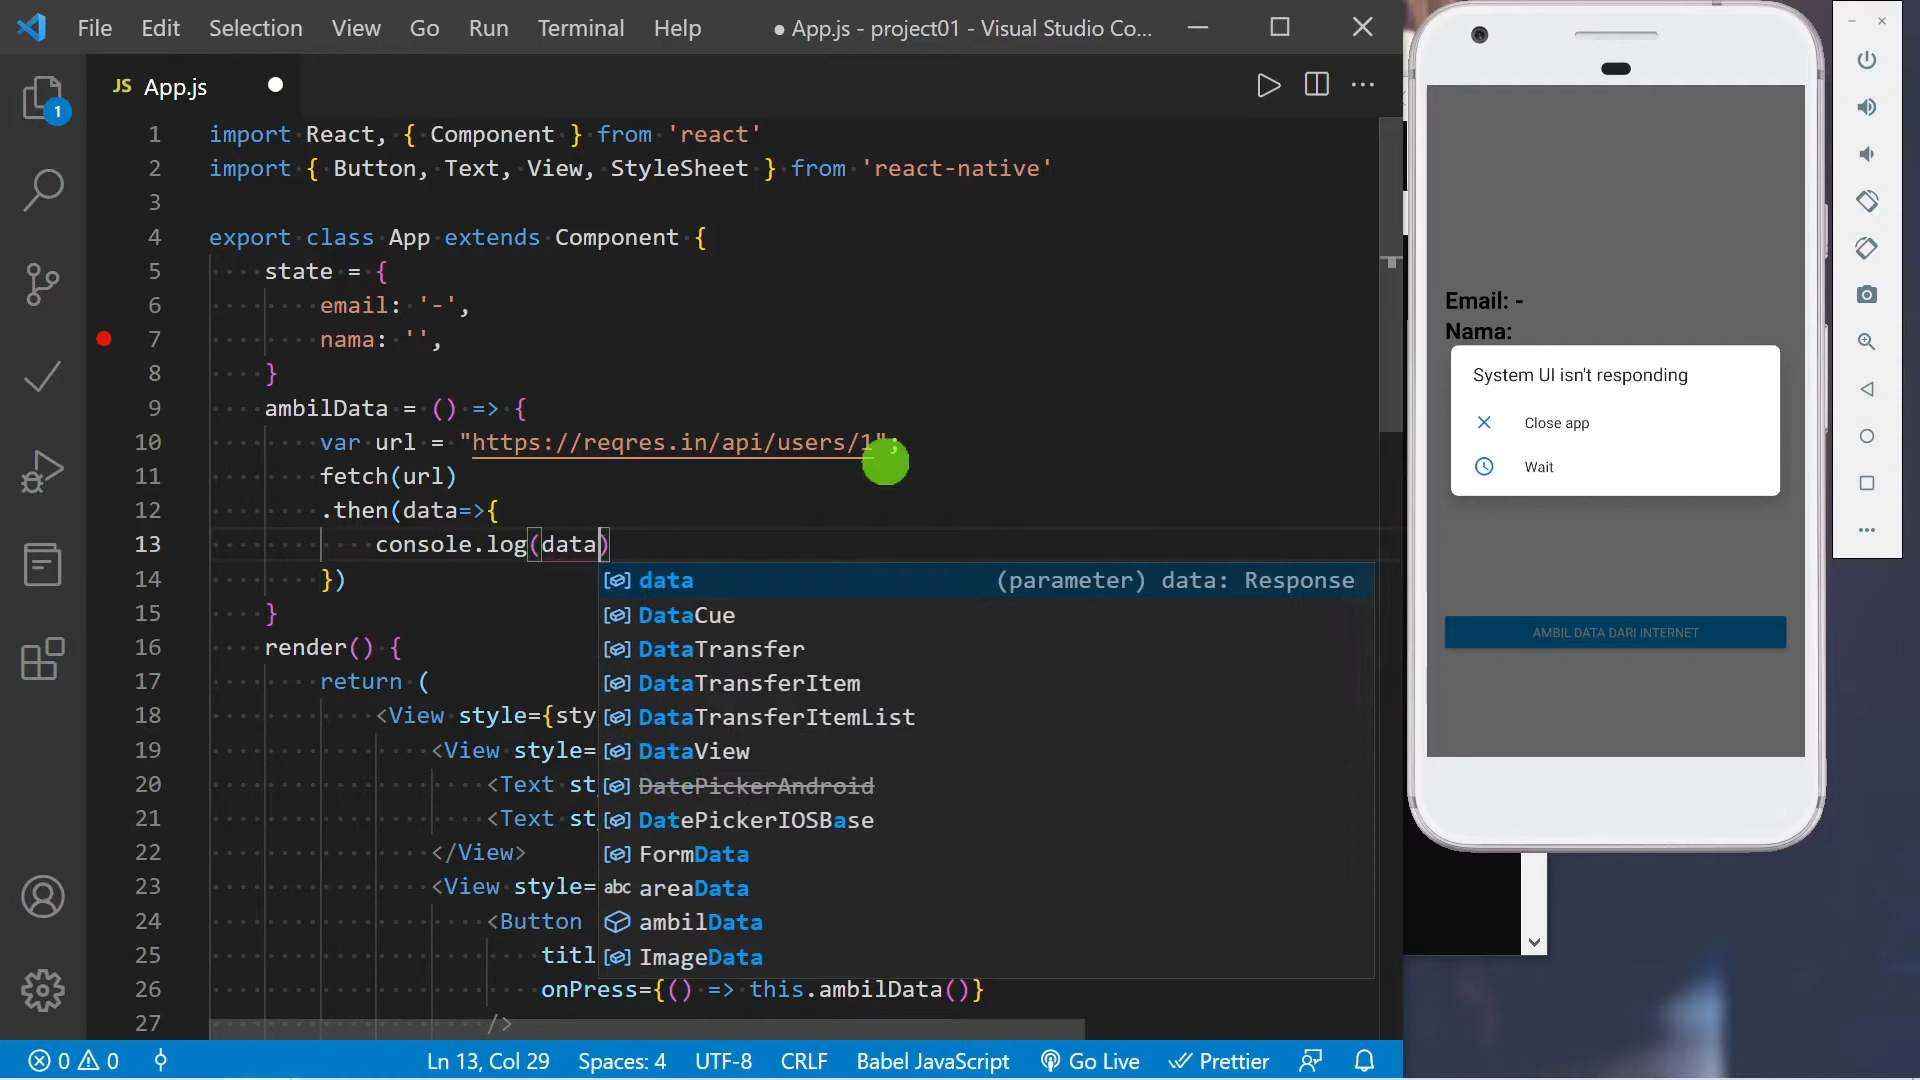 File Edit Selection View Go Run Terminal Help ● App.js - project01 - Visual Studio Co...
JS App.js
1
1 import React, { Component } from 'react'
2 import { Button, Text, View, StyleSheet } from 'react-native'
3
4 export class App extends Component {
5 state = {
6 email: '-',
7 nama: '',
8 }
9 ambilData = () => {
10 var url = "https://reqres.in/api/users/1";
11 fetch(url)
12 .then(data=>{
13 console.log(data)
14 })
15 }
16 render() {
17 return (
18 <View style={sty
19 <View style=
20 <Text st
21 <Text st
22 </View>
23 <View style=
24 <Button
25 titl
26 onPress={() => this.ambilData()}
27 />
data (parameter) data: Response
DataCue
DataTransfer
DataTransferItem
DataTransferItemList
DataView
DatePickerAndroid
DatePickerIOSBase
FormData
abc areaData
ambilData
ImageData
0 0 Ln 13, Col 29 Spaces: 4 UTF-8 CRLF Babel JavaScript Go Live Prettier
Email: -
Nama:
System UI isn't responding
Close app
Wait
AMBIL DATA DARI INTERNET